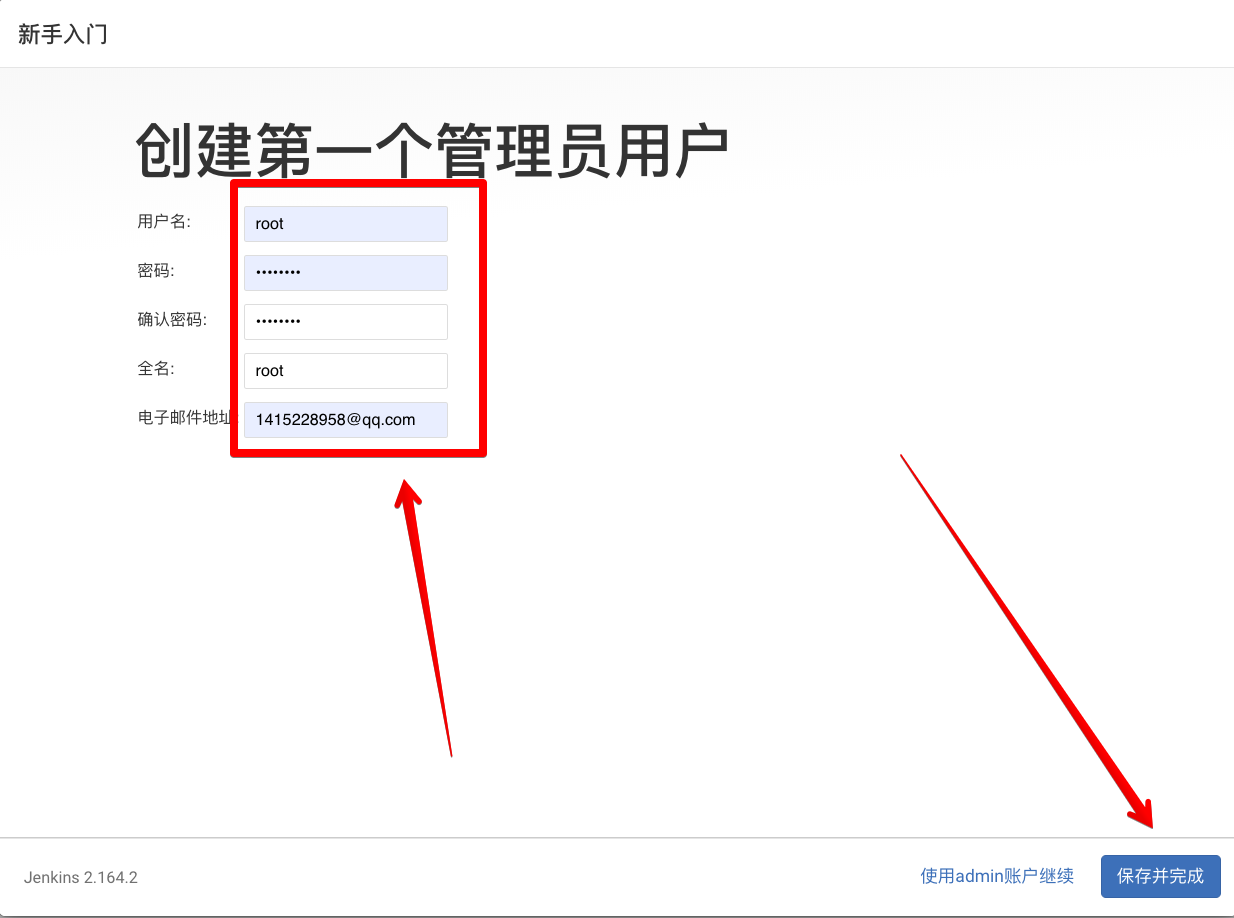 新手入门
创建第一个管理员用户
用户名: root
密码: ••••••••
确认密码: ••••••••
全名: root
电子邮件地址: 1415228958@qq.com
Jenkins 2.164.2 使用admin账户继续 保存并完成